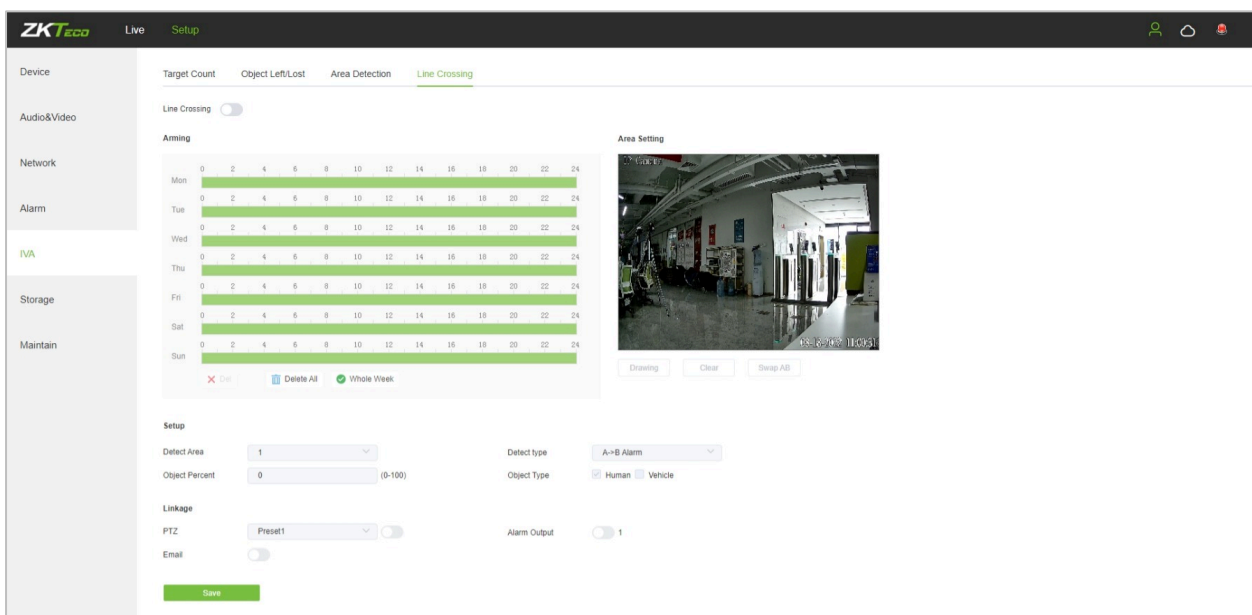 ZKTeco Live Setup
Device
Audio&Video
Network
Alarm
IVA
Storage
Maintain
Target Count Object Left/Lost Area Detection Line Crossing
Line Crossing
Arming
0 2 4 6 8 10 12 14 16 18 20 22 24
Mon
0 2 4 6 8 10 12 14 16 18 20 22 24
Tue
0 2 4 6 8 10 12 14 16 18 20 22 24
Wed
0 2 4 6 8 10 12 14 16 18 20 22 24
Thu
0 2 4 6 8 10 12 14 16 18 20 22 24
Fri
0 2 4 6 8 10 12 14 16 18 20 22 24
Sat
0 2 4 6 8 10 12 14 16 18 20 22 24
Sun
Del Delete All Whole Week
Area Setting
Drawing Clear Swap AB
Setup
Detect Area 1 Detect type A->B Alarm
Object Percent 0 (0-100) Object Type Human Vehicle
Linkage
PTZ Preset1 Alarm Output 1
Email
Save